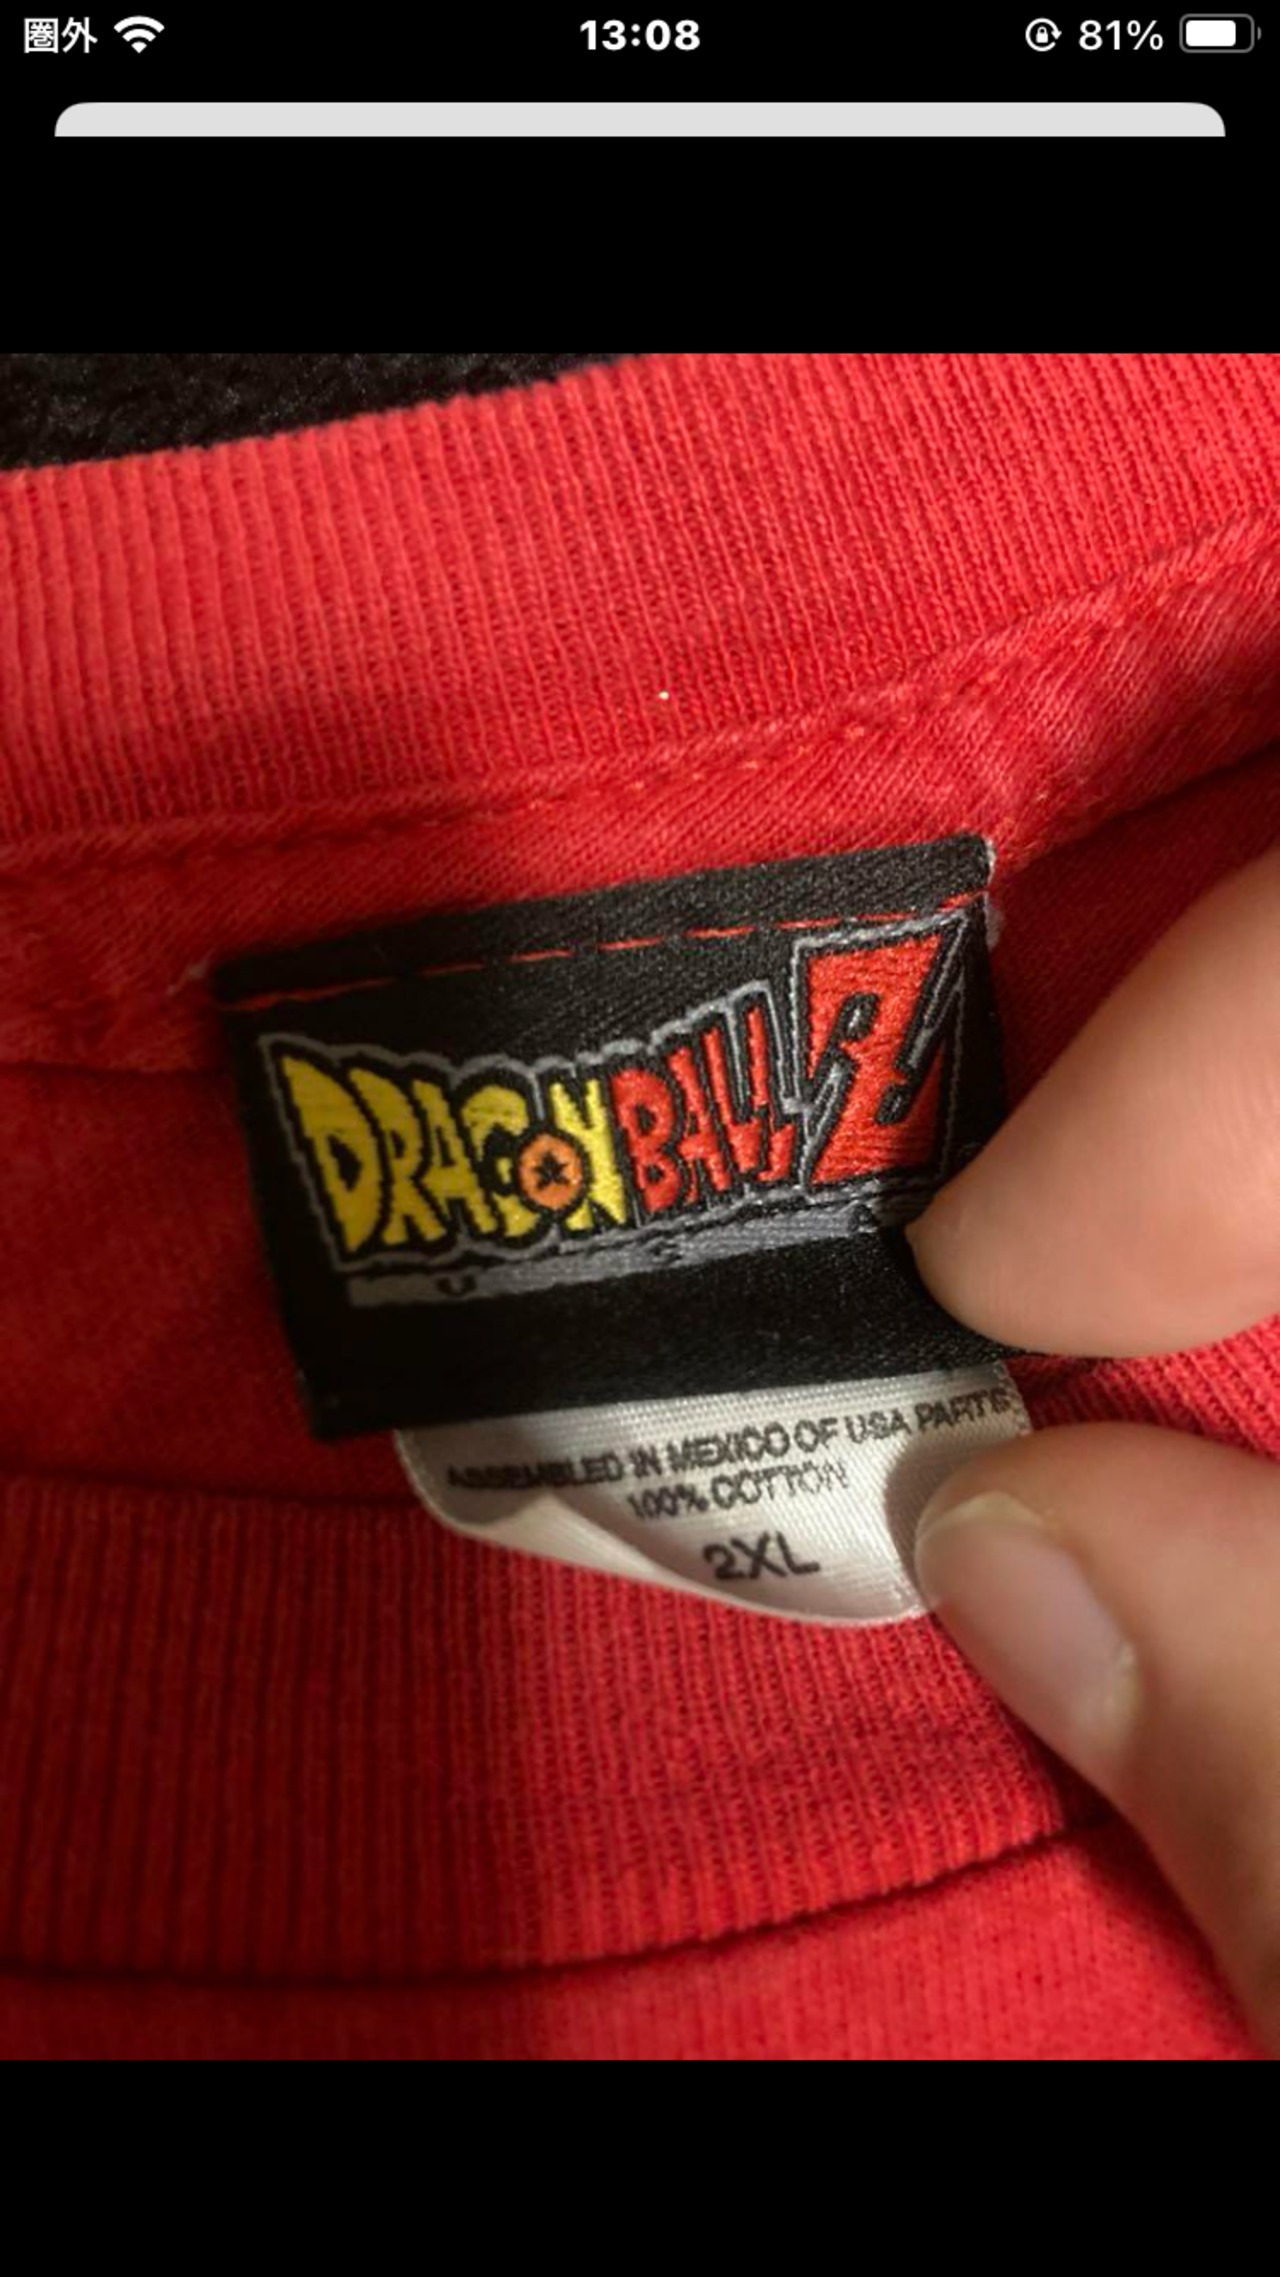 圏外 13:08 81%
DRAGON BALL Z
U S A
ASSEMBLED IN MEXICO OF USA PARTS
100% COTTON
2XL